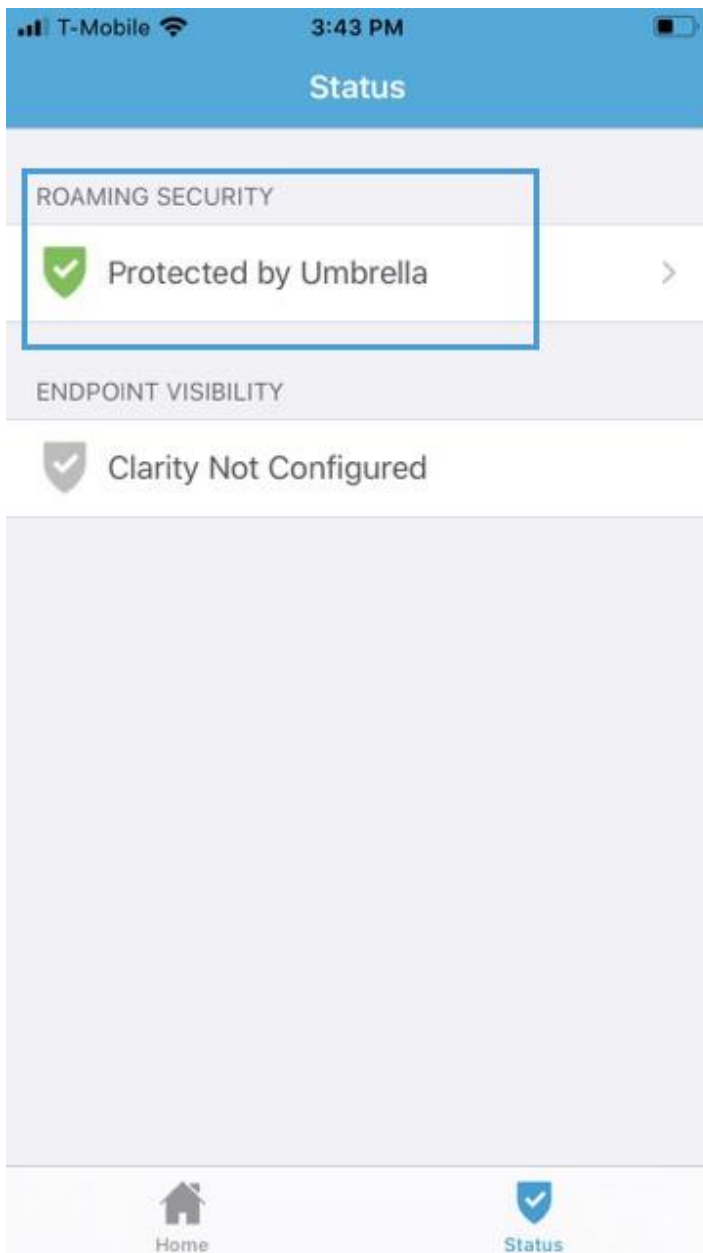 T-Mobile 3:43 PM
Status
ROAMING SECURITY
Protected by Umbrella
ENDPOINT VISIBILITY
Clarity Not Configured
Home Status